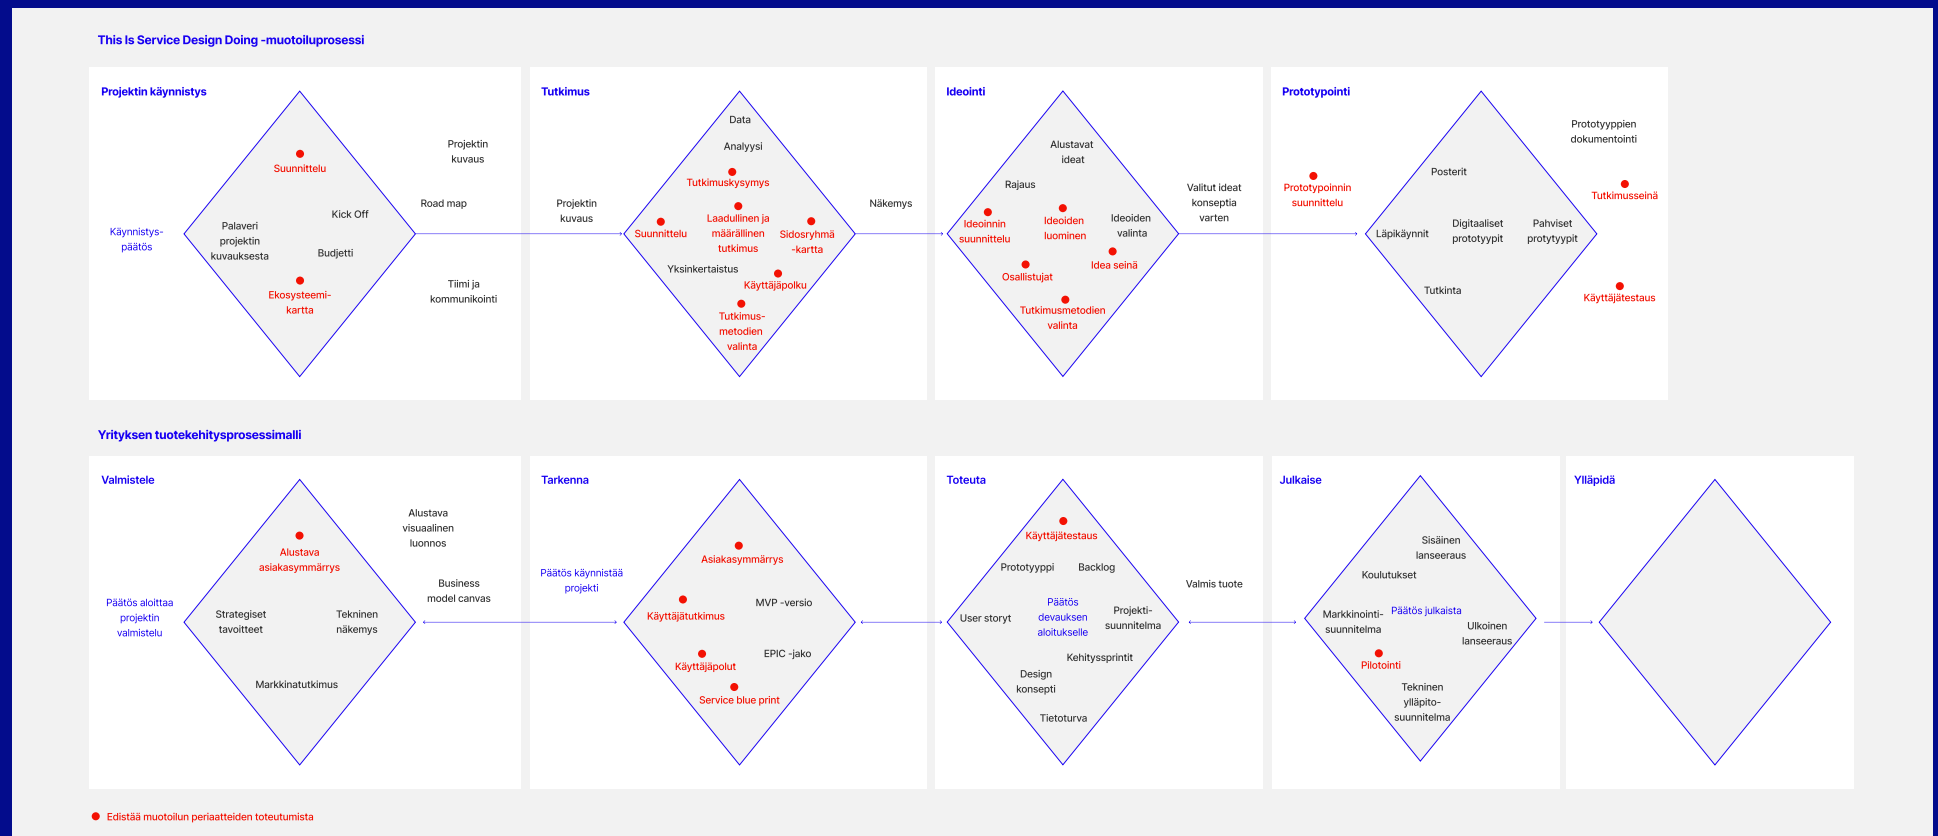 This Is Service Design Doing -muotoiluprosessi
Projektin käynnistys
Suunnittelu
Kick Off
Palaveri
projektin
kuvauksesta
Budjetti
Ekosysteemi-
kartta
Käynnistys-
päätös
Projektin
kuvaus
Road map
Tiimi ja
kommunikointi
Tutkimus
Projektin
kuvaus
Data
Analyysi
Tutkimuskysymys
Suunnittelu
Laadullinen ja
määrällinen
tutkimus
Sidosryhmä
-kartta
Yksinkertaistus
Käyttäjäpolku
Tutkimus-
metodien
valinta
Näkemys
Ideointi
Alustavat
ideat
Rajaus
Ideoinnin
suunnittelu
Ideoiden
luominen
Ideoiden
valinta
Idea seinä
Osallistujat
Tutkimusmetodien
valinta
Valitut ideat
konseptia
varten
Prototypointi
Prototypoinnin
suunnittelu
Posterit
Läpikäynnit
Digitaaliset
prototyypit
Pahviset
protytyypit
Tutkinta
Prototyyppien
dokumentointi
Tutkimusseinä
Käyttäjätestaus
Yrityksen tuotekehitysprosessimalli
Valmistele
Päätös aloittaa
projektin
valmistelu
Alustava
asiakasymmärrys
Strategiset
tavoitteet
Tekninen
näkemys
Markkinatutkimus
Alustava
visuaalinen
luonnos
Business
model canvas
Tarkenna
Päätös käynnistää
projekti
Asiakasymmärrys
Käyttäjätutkimus
MVP -versio
Käyttäjäpolut
EPIC -jako
Service blue print
Toteuta
Käyttäjätestaus
Prototyyppi
Backlog
User storyt
Päätös
devauksen
aloitukselle
Projekti-
suunnitelma
Kehityssprintit
Design
konsepti
Tietoturva
Valmis tuote
Julkaise
Sisäinen
lanseeraus
Koulutukset
Markkinointi-
suunnitelma
Päätös julkaista
Ulkoinen
lanseeraus
Pilotointi
Tekninen
ylläpito-
suunnitelma
Ylläpidä
Edistää muotoilun periaatteiden toteutumista